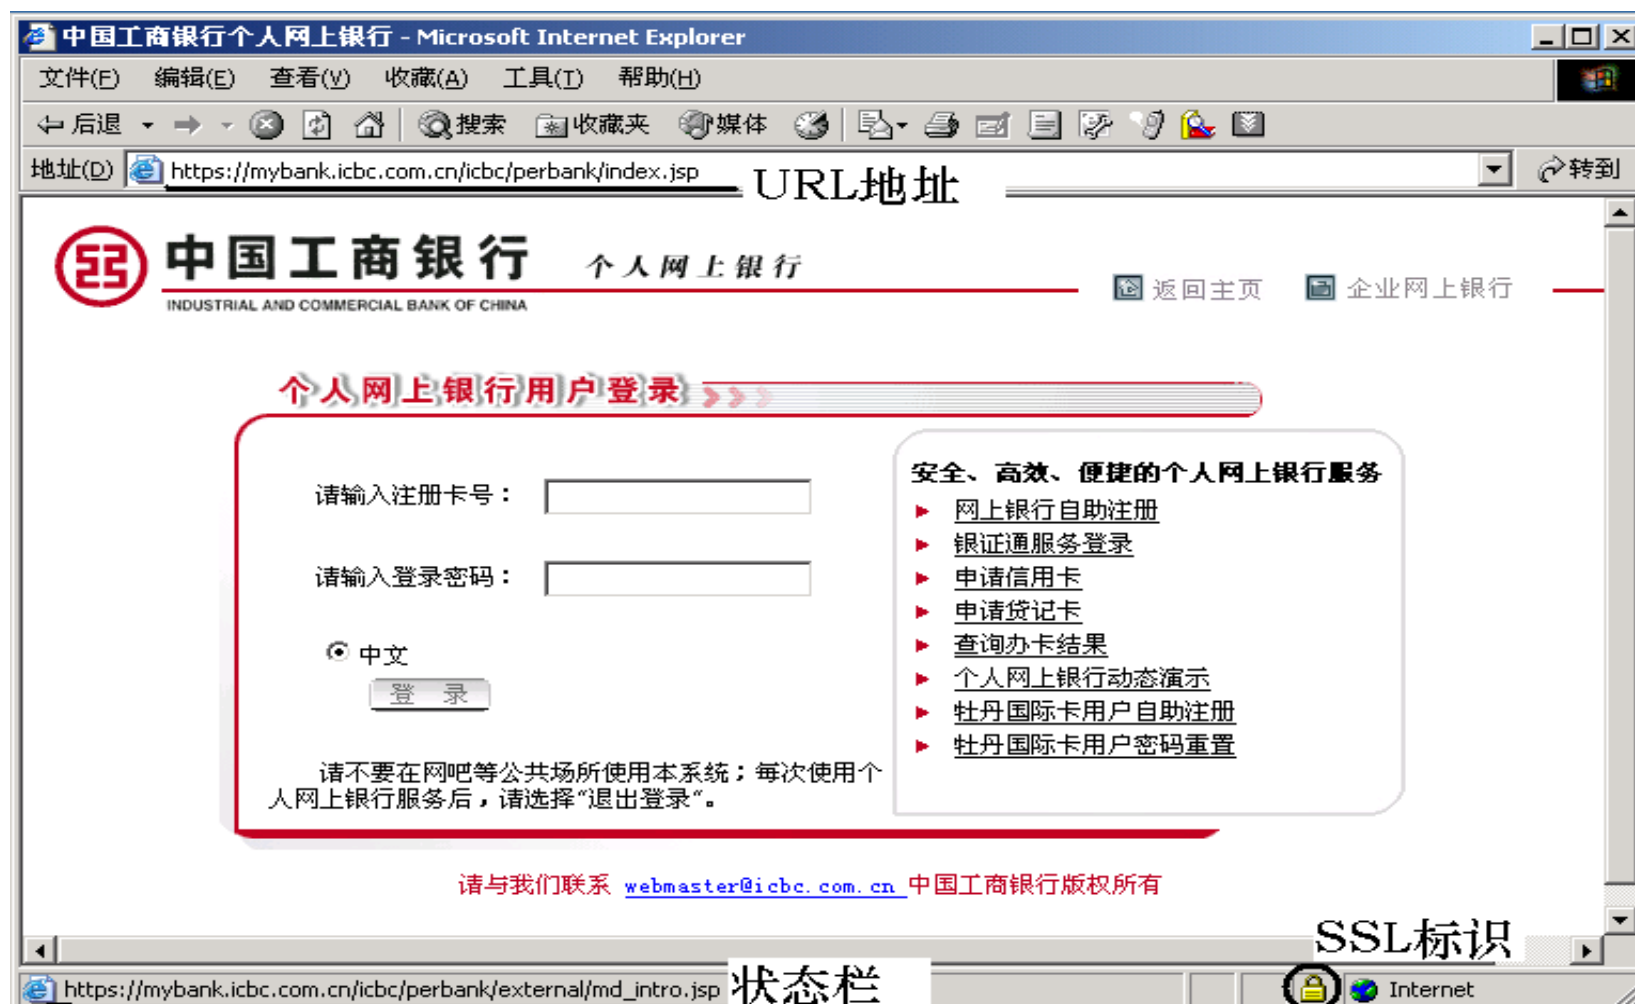 中国工商银行个人网上银行 - Microsoft Internet Explorer
文件(F) 编辑(E) 查看(V) 收藏(A) 工具(T) 帮助(H)
后退 搜索 收藏夹 媒体
地址(D) https://mybank.icbc.com.cn/icbc/perbank/index.jsp URL地址 转到
中国工商银行 个人网上银行
INDUSTRIAL AND COMMERCIAL BANK OF CHINA
返回主页 企业网上银行
个人网上银行用户登录
请输入注册卡号：
请输入登录密码：
中文
登 录
请不要在网吧等公共场所使用本系统；每次使用个
人网上银行服务后，请选择“退出登录”。
安全、高效、便捷的个人网上银行服务
网上银行自助注册
银证通服务登录
申请信用卡
申请贷记卡
查询办卡结果
个人网上银行动态演示
牡丹国际卡用户自助注册
牡丹国际卡用户密码重置
请与我们联系 webmaster@icbc.com.cn 中国工商银行版权所有
SSL标识
https://mybank.icbc.com.cn/icbc/perbank/external/md_intro.jsp 状态栏 Internet